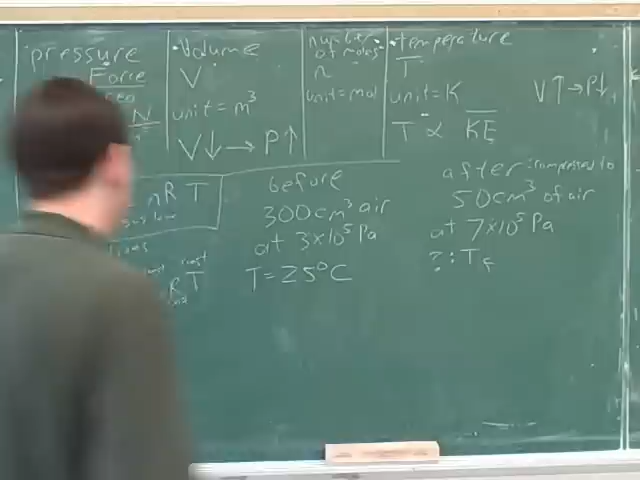 pressure
Force
N
• Volume
V
unit = m³
V↓ → P↑
number
of moles
n
unit = mol
• temperature
T
unit = K
T ∝ KE
V↑ → P↓
nRT
RT
before
300cm³ air
at 3×10⁵ Pa
T = 25°C
after: compressed to
50cm³ of air
at 7×10⁵ Pa
?: T